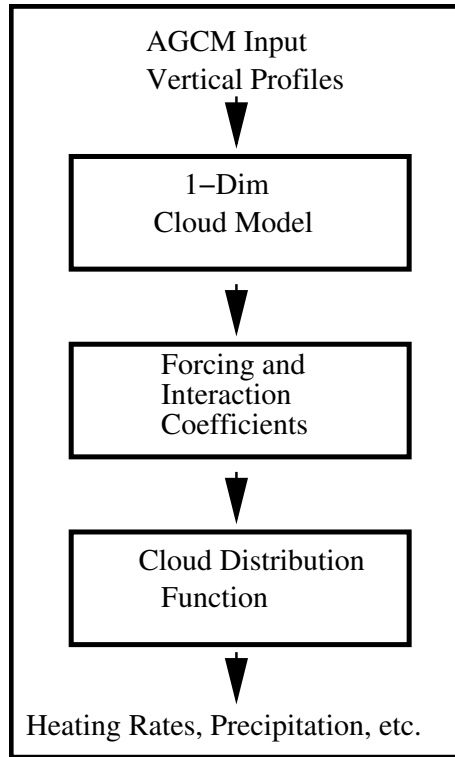 AGCM Input
Vertical Profiles
1−Dim
Cloud Model
Forcing and
Interaction
Coefficients
Cloud Distribution
Function
Heating Rates, Precipitation, etc.